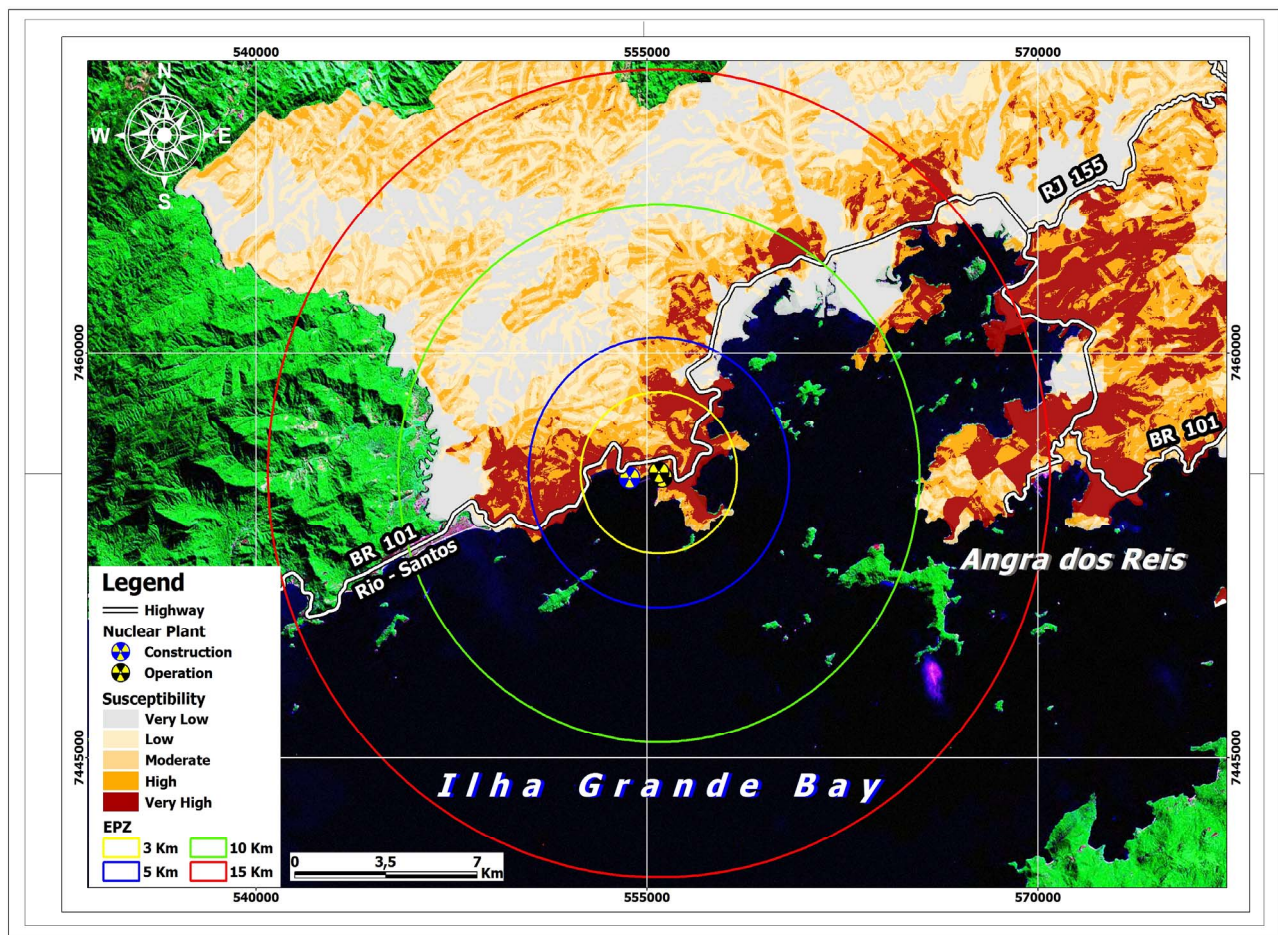 540000
555000
570000
N
W
E
S
RJ 155
7460000
7460000
BR 101
BR 101
Rio - Santos
Angra dos Reis
Legend
Highway
Nuclear Plant
Construction
Operation
Susceptibility
Very Low
Low
Moderate
High
Very High
EPZ
3 Km
10 Km
5 Km
15 Km
7445000
7445000
Ilha Grande Bay
0
3,5
7
Km
540000
555000
570000